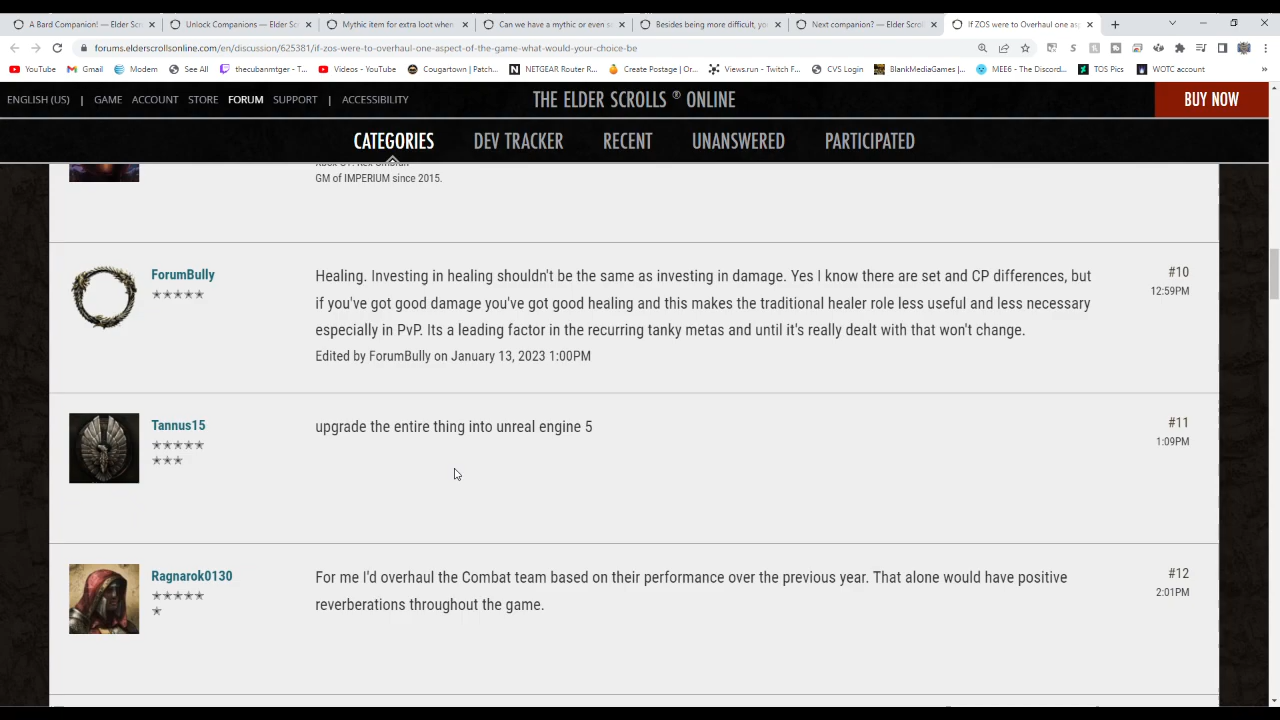 A Bard Companion! — Elder Scr
Unlock Companions — Elder Sc
Mythic item for extra loot when
Can we have a mythic or even s
Besides being more difficult, yo
Next companion? — Elder Scroll
If ZOS were to Overhaul one asp
forums.elderscrollsonline.com/en/discussion/625381/if-zos-were-to-overhaul-one-aspect-of-the-game-what-would-your-choice-be
YouTube
Gmail
Modem
See All
thecubanmtger - T...
Videos - YouTube
Cougartown | Patch...
NETGEAR Router R...
Create Postage | Or...
Views.run - Twitch F...
CVS Login
BlankMediaGames |...
MEE6 - The Discord...
TOS Pics
WOTC account
»
ENGLISH (US) | GAME ACCOUNT STORE FORUM SUPPORT | ACCESSIBILITY
THE ELDER SCROLLS ® ONLINE
BUY NOW
CATEGORIES DEV TRACKER RECENT UNANSWERED PARTICIPATED
GM of IMPERIUM since 2015.
ForumBully
Healing. Investing in healing shouldn't be the same as investing in damage. Yes I know there are set and CP differences, but
if you've got good damage you've got good healing and this makes the traditional healer role less useful and less necessary
especially in PvP. Its a leading factor in the recurring tanky metas and until it's really dealt with that won't change.
Edited by ForumBully on January 13, 2023 1:00PM
#10
12:59PM
Tannus15
upgrade the entire thing into unreal engine 5
#11
1:09PM
Ragnarok0130
For me I'd overhaul the Combat team based on their performance over the previous year. That alone would have positive
reverberations throughout the game.
#12
2:01PM